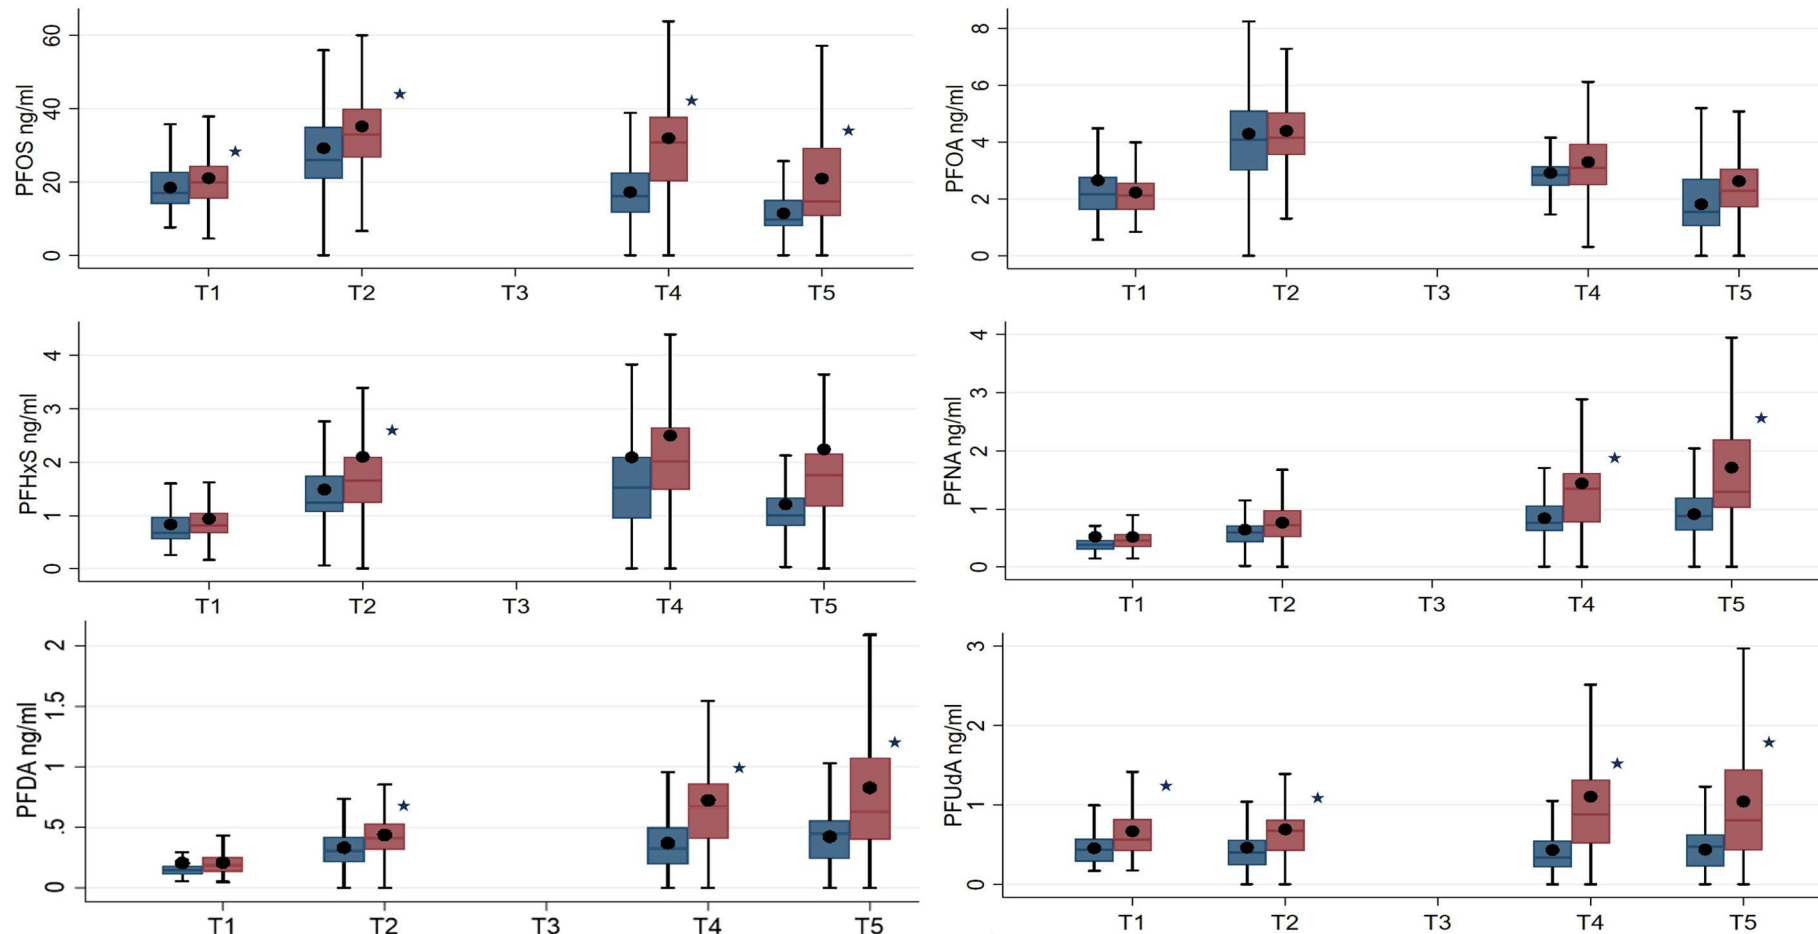 PFOS ng/ml
60
40
20
0
T1 T2 T3 T4 T5
PFOA ng/ml
8
6
4
2
0
T1 T2 T3 T4 T5
PFHxS ng/ml
4
3
2
1
0
T1 T2 T3 T4 T5
PFNA ng/ml
4
3
2
1
0
T1 T2 T3 T4 T5
PFDA ng/ml
2
1.5
1
.5
0
T1 T2 T3 T4 T5
PFUdA ng/ml
3
2
1
0
T1 T2 T3 T4 T5